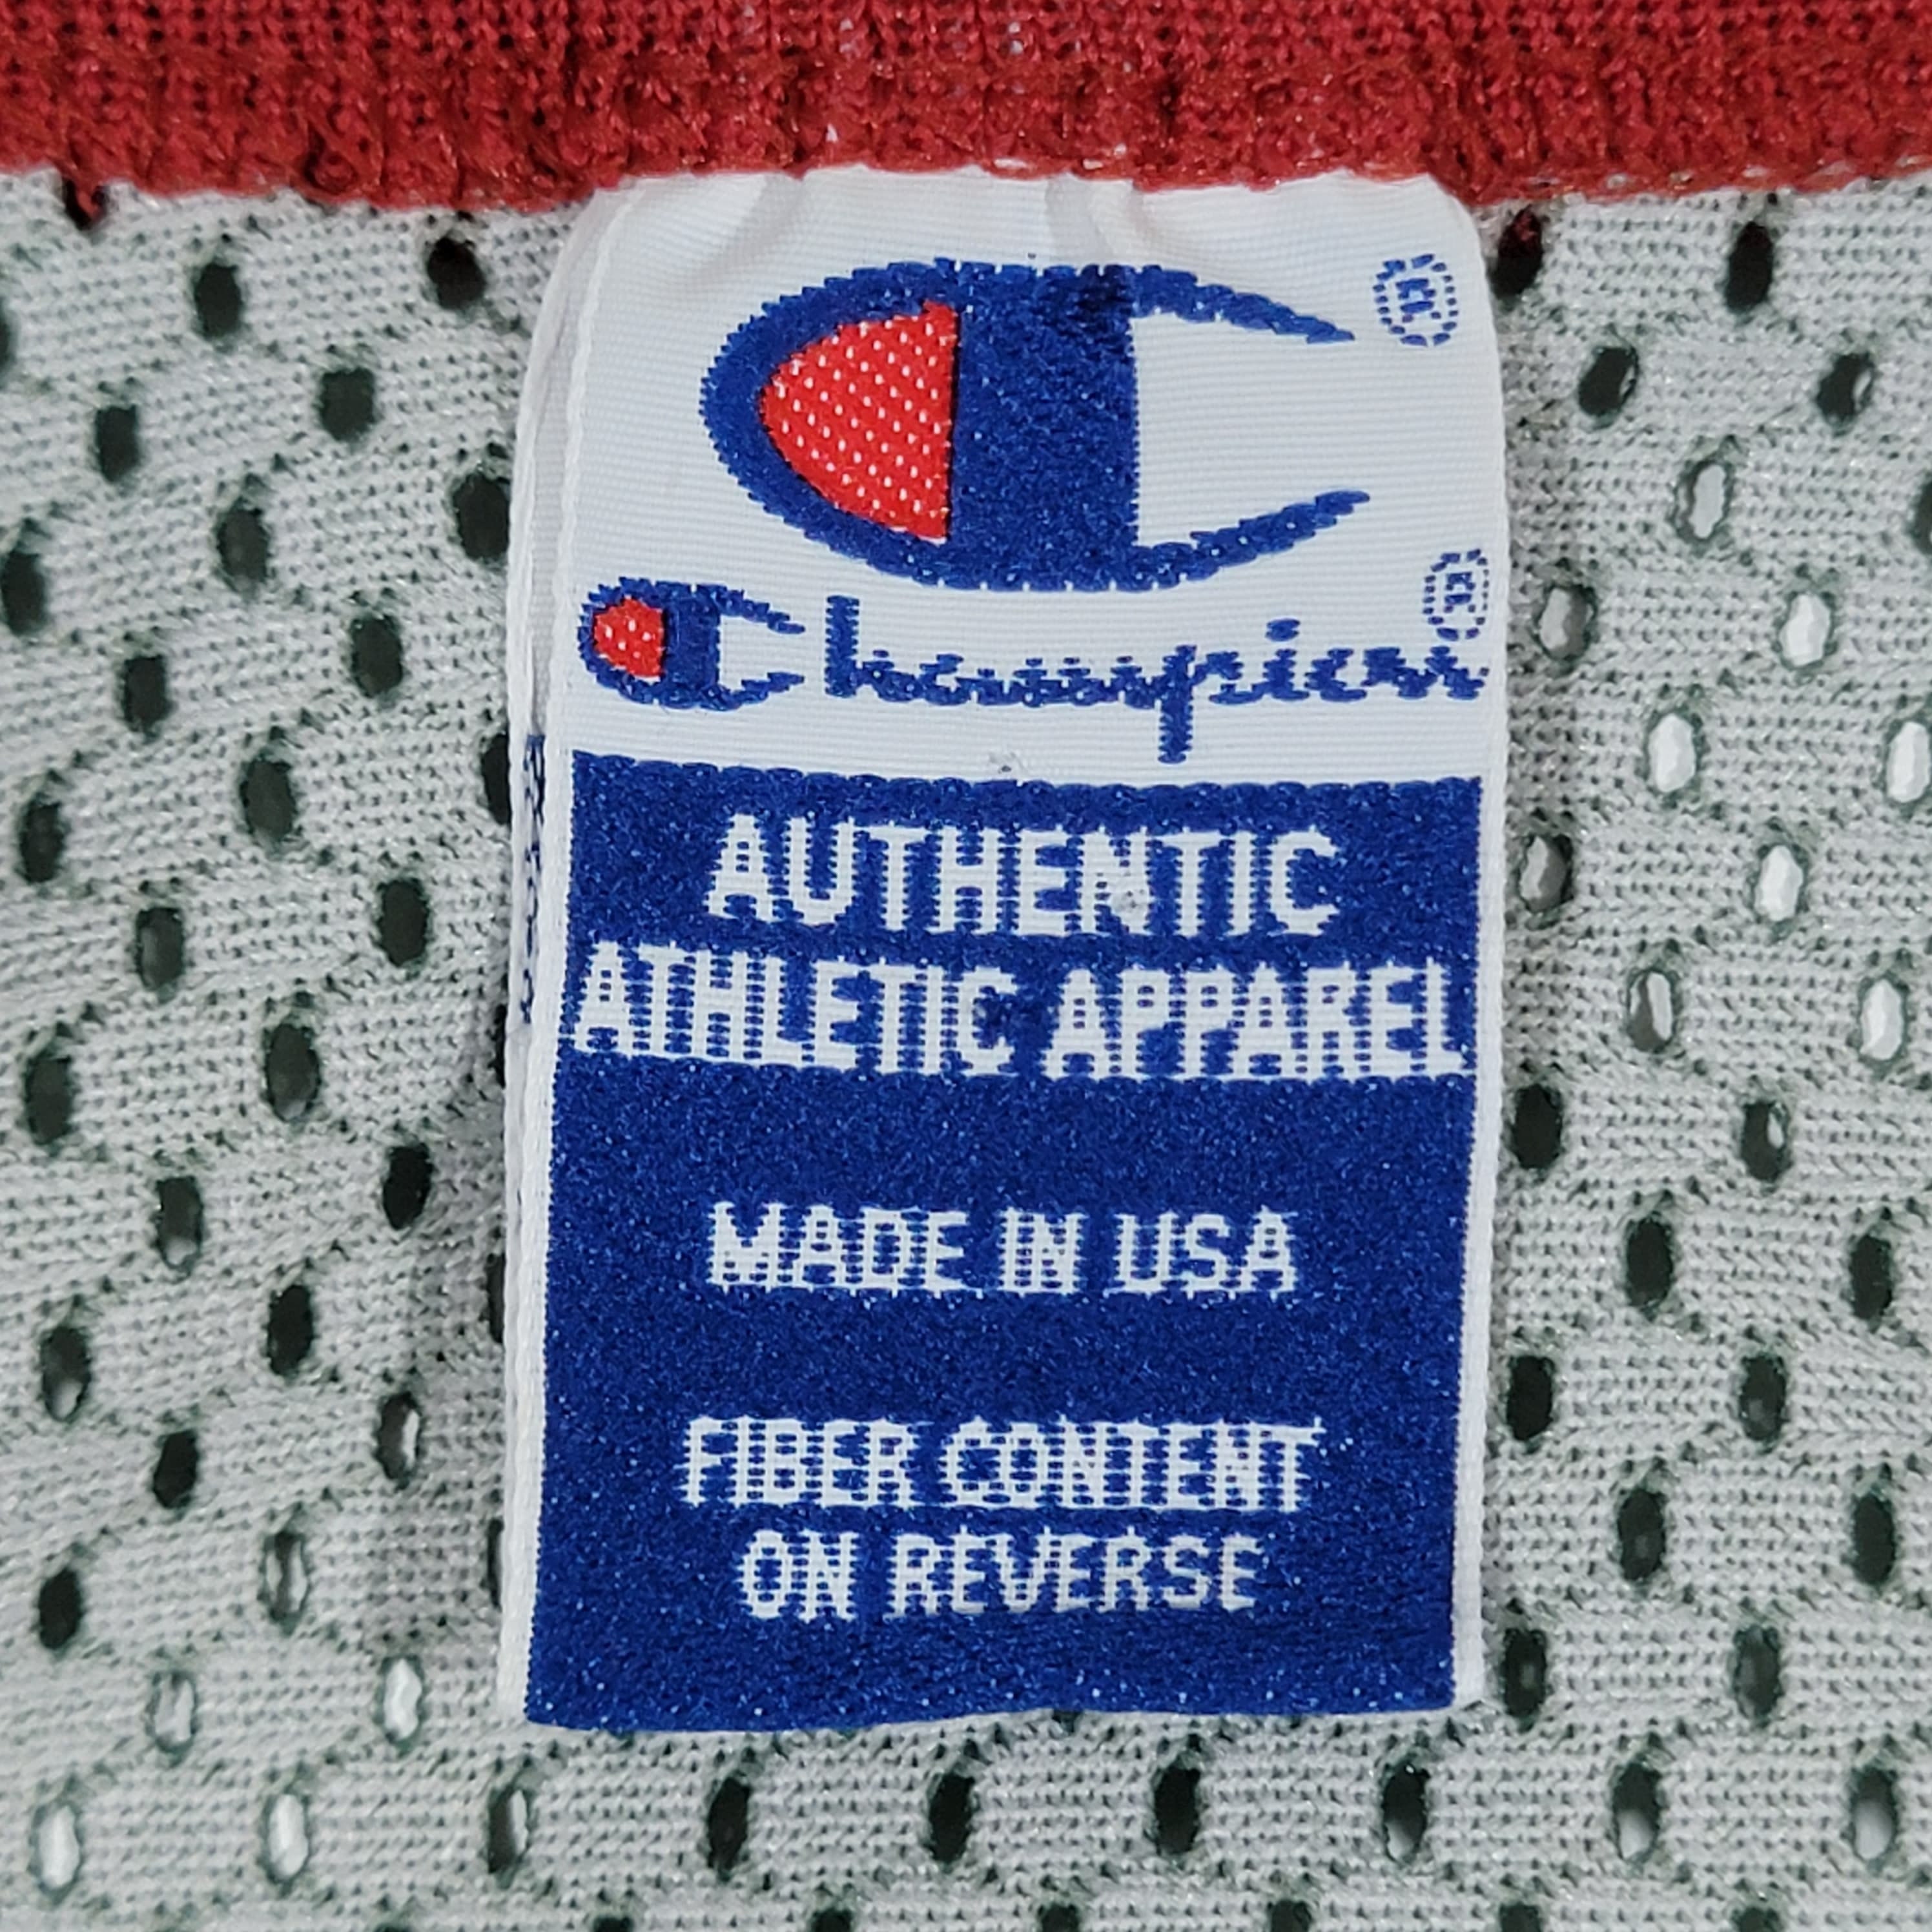 ®
Champion®
AUTHENTIC
ATHLETIC APPAREL
MADE IN USA
FIBER CONTENT
ON REVERSE